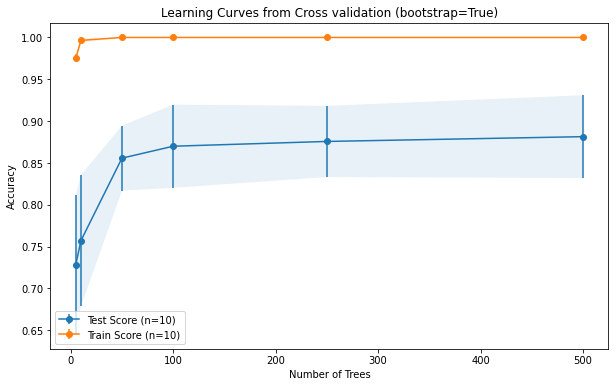 Learning Curves from Cross validation (bootstrap=True)
1.00
0.95
0.90
0.85
0.80
0.75
0.70
0.65
Accuracy
Test Score (n=10)
Train Score (n=10)
0
100
200
300
400
500
Number of Trees